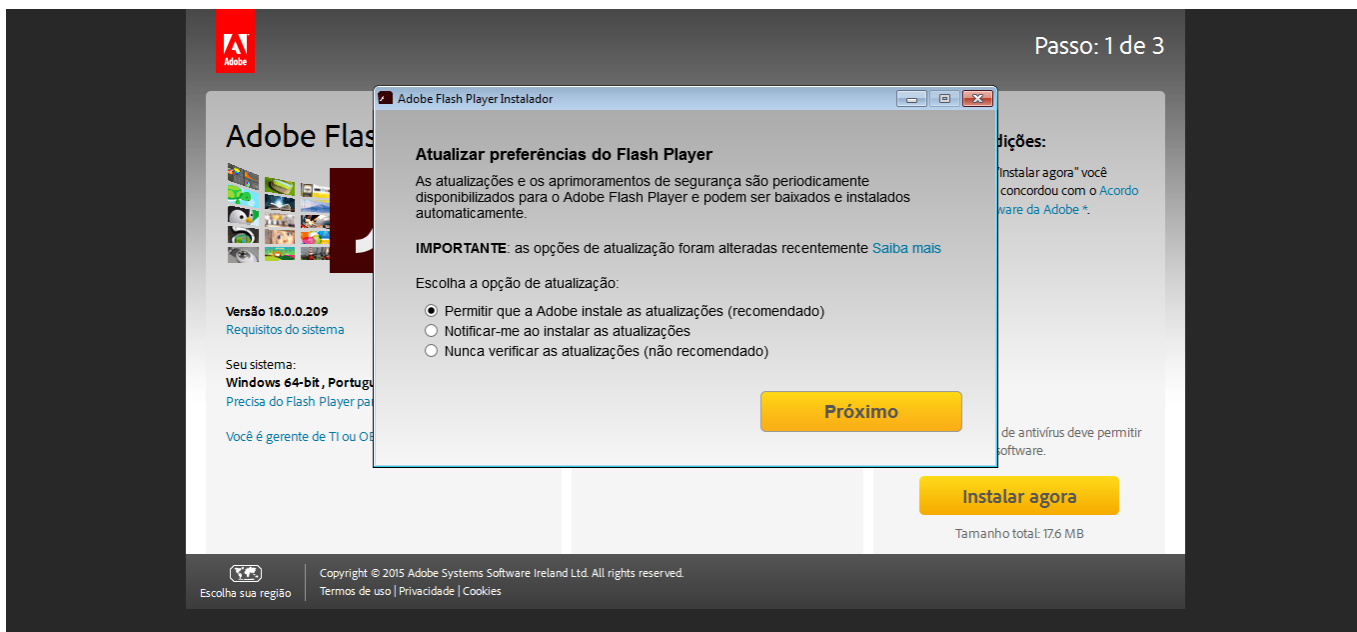 Adobe
Passo: 1 de 3
Adobe Flash Player Instalador
Adobe Flas
Atualizar preferências do Flash Player
As atualizações e os aprimoramentos de segurança são periodicamente
disponibilizados para o Adobe Flash Player e podem ser baixados e instalados
automaticamente.
IMPORTANTE: as opções de atualização foram alteradas recentemente Saiba mais
Escolha a opção de atualização:
Permitir que a Adobe instale as atualizações (recomendado)
Notificar-me ao instalar as atualizações
Nunca verificar as atualizações (não recomendado)
Próximo
Versão 18.0.0.209
Requisitos do sistema
Seu sistema:
Windows 64-bit, Portugu
Precisa do Flash Player par
Você é gerente de TI ou OE
dições:
"Instalar agora" você
concordou com o Acordo
ware da Adobe *.
de antivírus deve permitir
software.
Instalar agora
Tamanho total: 17.6 MB
Escolha sua região
Copyright © 2015 Adobe Systems Software Ireland Ltd. All rights reserved.
Termos de uso | Privacidade | Cookies